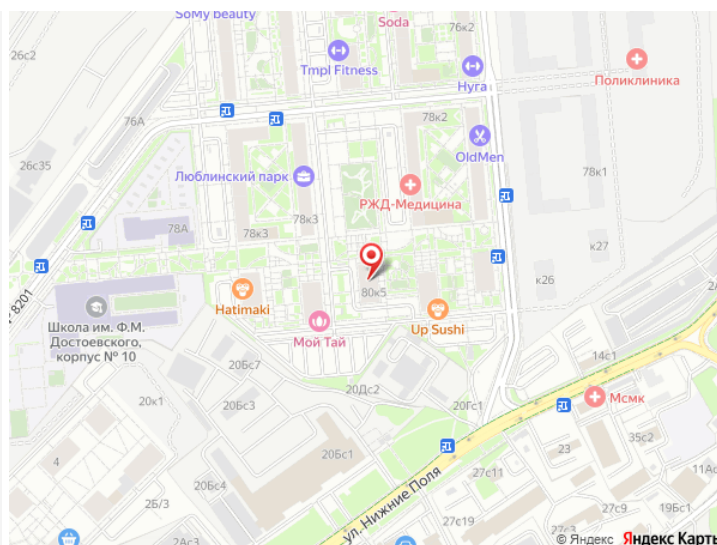 26с2
SoMy beauty
Soda
76к2
Tmpl Fitness
Нуга
Поликлиника
76А
78к2
OldMen
26с35
Люблинский парк
78к1
РЖД-Медицина
78А
78к3
78к3
к27
к26
80к5
8201
Hatimaki
Up Sushi
Школа им. Ф.М.
Достоевского,
корпус № 10
Мой Тай
14с1
20Бс7
20Дс2
Мсмк
20к1
20Бс3
20Гс1
35с2
20Бс1
23
4
27с11
11Ас
20Бс4
2Б/3
ул. Нижние Поля
27с9
19Бс1
27с19
27с3
© Яндекс Яндекс Карты